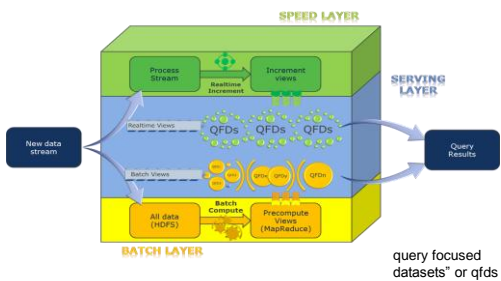 SPEED LAYER
Process
Stream
Realtime
Increment
Increment
views
SERVING
LAYER
Realtime Views
QFDs QFDs QFDs
New data
stream
Query
Results
Batch Views
QFDs QFDs QFDn
All data
(HDFS)
Batch
Compute
Precompute
Views
(MapReduce)
BATCH LAYER
query focused
datasets" or qfds